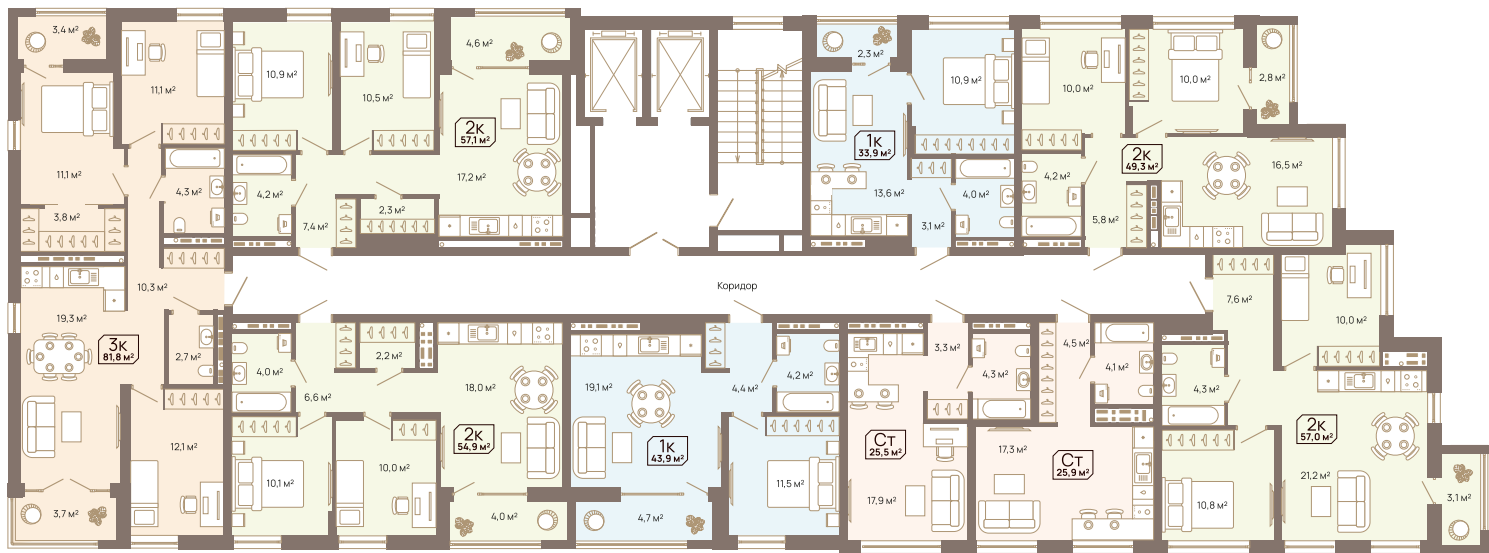 3,4 м²
11,1 м²
11,1 м²
4,3 м²
3,8 м²
10,3 м²
19,3 м²
3К
81,8 м²
2,7 м²
12,1 м²
3,7 м²
10,9 м²
10,5 м²
4,6 м²
2К
57,1 м²
17,2 м²
4,2 м²
2,3 м²
7,4 м²
2,3 м²
10,9 м²
1К
33,9 м²
13,6 м²
4,0 м²
3,1 м²
10,0 м²
10,0 м²
2,8 м²
2К
49,3 м²
16,5 м²
4,2 м²
5,8 м²
Коридор
7,6 м²
10,0 м²
4,3 м²
2К
57,0 м²
21,2 м²
10,8 м²
3,1 м²
4,0 м²
2,2 м²
6,6 м²
18,0 м²
2К
54,9 м²
10,1 м²
10,0 м²
4,0 м²
19,1 м²
4,4 м²
4,2 м²
1К
43,9 м²
11,5 м²
4,7 м²
3,3 м²
4,3 м²
Ст
25,5 м²
17,9 м²
4,5 м²
4,1 м²
17,3 м²
Ст
25,9 м²